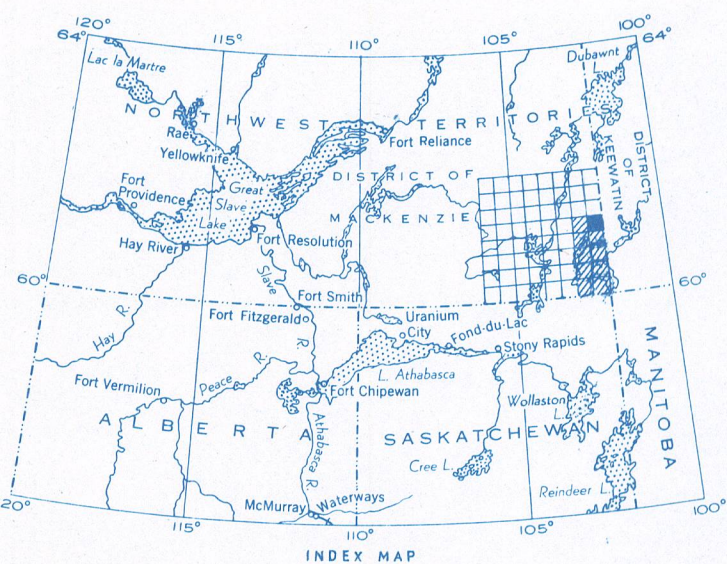 120°
115°
110°
105°
100°
64°
64°
Lac la Martre
Dubawnt
L.
NORTHWEST TERRITORIES
Rae
Yellowknife
Fort Reliance
DISTRICT OF
KEEWATIN
Fort
Providence
Great
Slave
Lake
DISTRICT OF
MACKENZIE
Hay River
Fort Resolution
Slave
R.
60°
60°
Fort Smith
Hay
R.
Fort Fitzgerald
Uranium
City
Fond-du-Lac
Stony Rapids
Fort Vermilion
Peace
R.
L. Athabasca
Fort Chipewan
Wollaston
L.
MANITOBA
ALBERTA
Athabasca R.
SASKATCHEWAN
Cree L.
Reindeer L.
McMurray
Waterways
20°
115°
110°
105°
100°
INDEX MAP